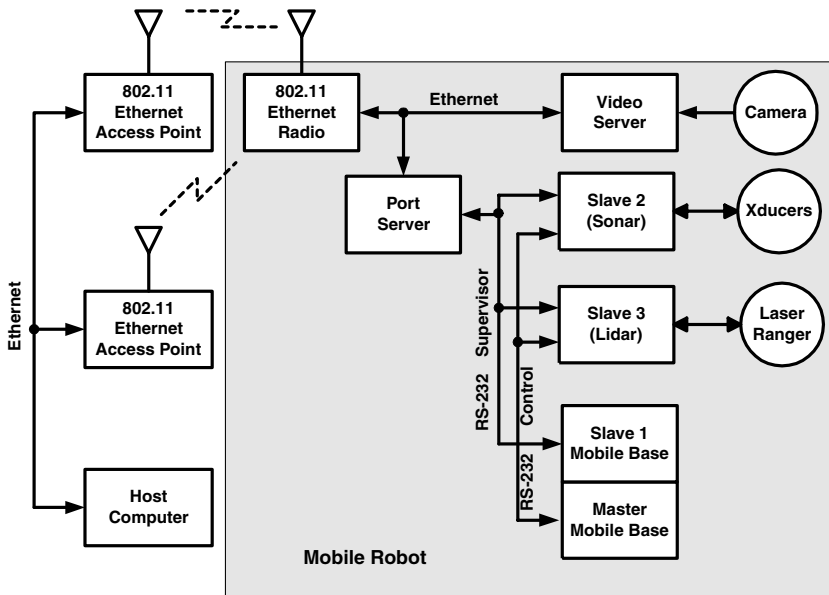 802.11
Ethernet
Access Point
802.11
Ethernet
Radio
Ethernet
Video
Server
Camera
Port
Server
Slave 2
(Sonar)
Xducers
802.11
Ethernet
Access Point
Ethernet
RS-232 Supervisor
RS-232 Control
Slave 3
(Lidar)
Laser
Ranger
Slave 1
Mobile Base
Master
Mobile Base
Host
Computer
Mobile Robot